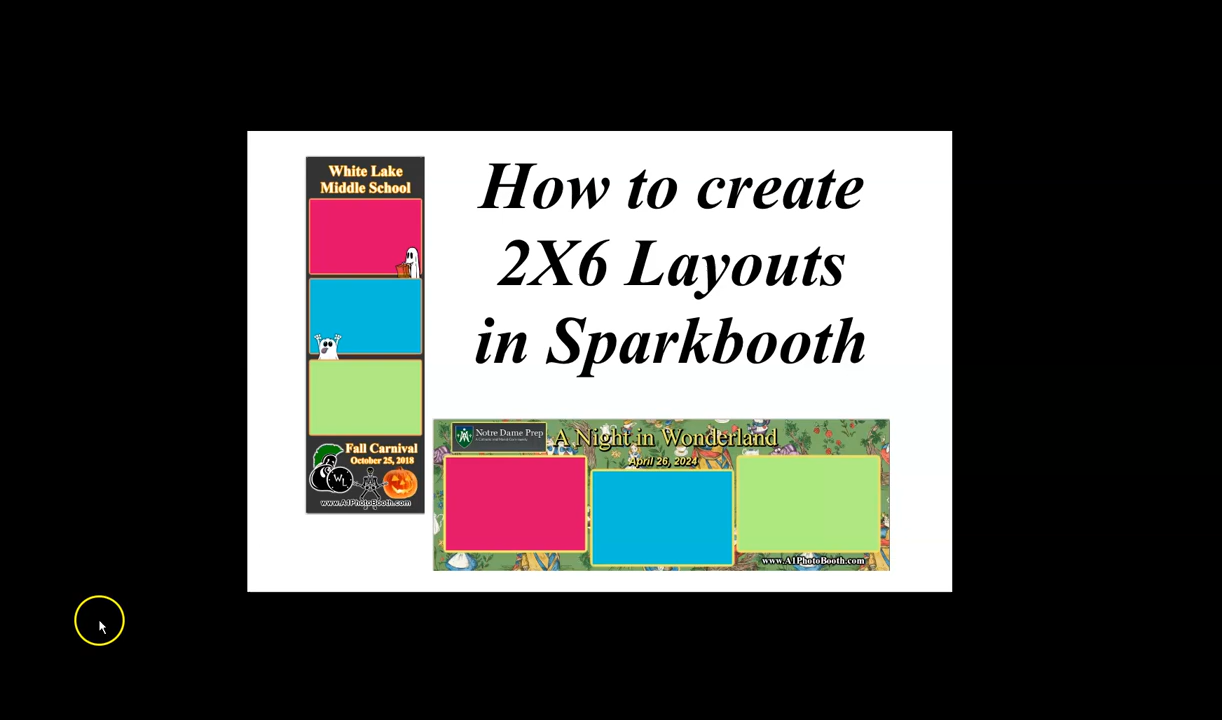 White Lake
Middle School
How to create
2X6 Layouts
in Sparkbooth
Fall Carnival
October 25, 2018
WL
www.A1PhotoBooth.com
Notre Dame Prep
A Night in Wonderland
April 26, 2024
www.A1PhotoBooth.com